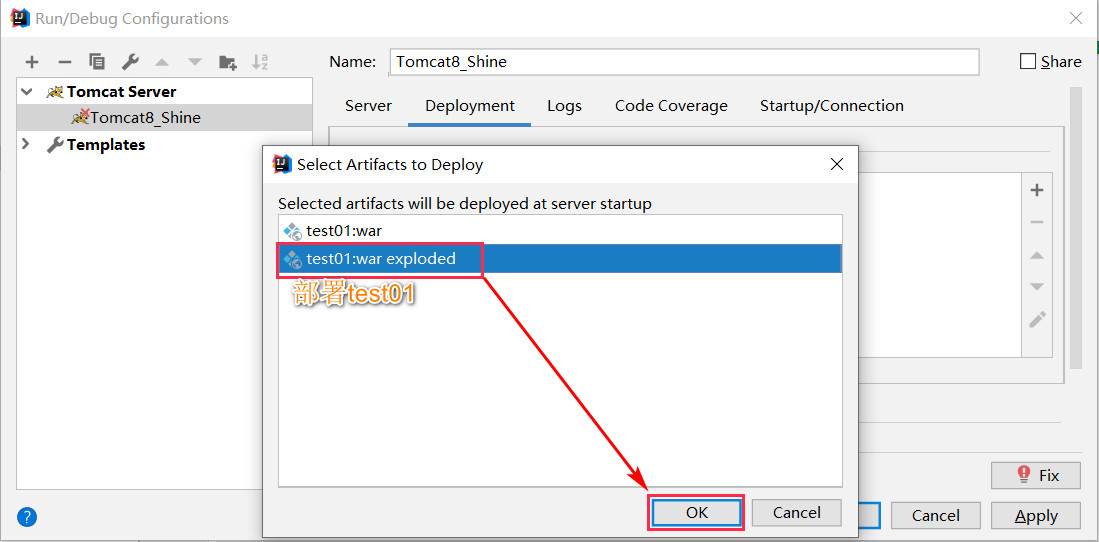 Run/Debug Configurations
Name: Tomcat8_Shine
Share
Tomcat Server
Tomcat8_Shine
Templates
Server Deployment Logs Code Coverage Startup/Connection
Select Artifacts to Deploy
Selected artifacts will be deployed at server startup
test01:war
test01:war exploded
部署test01
OK Cancel
Fix
Cancel Apply